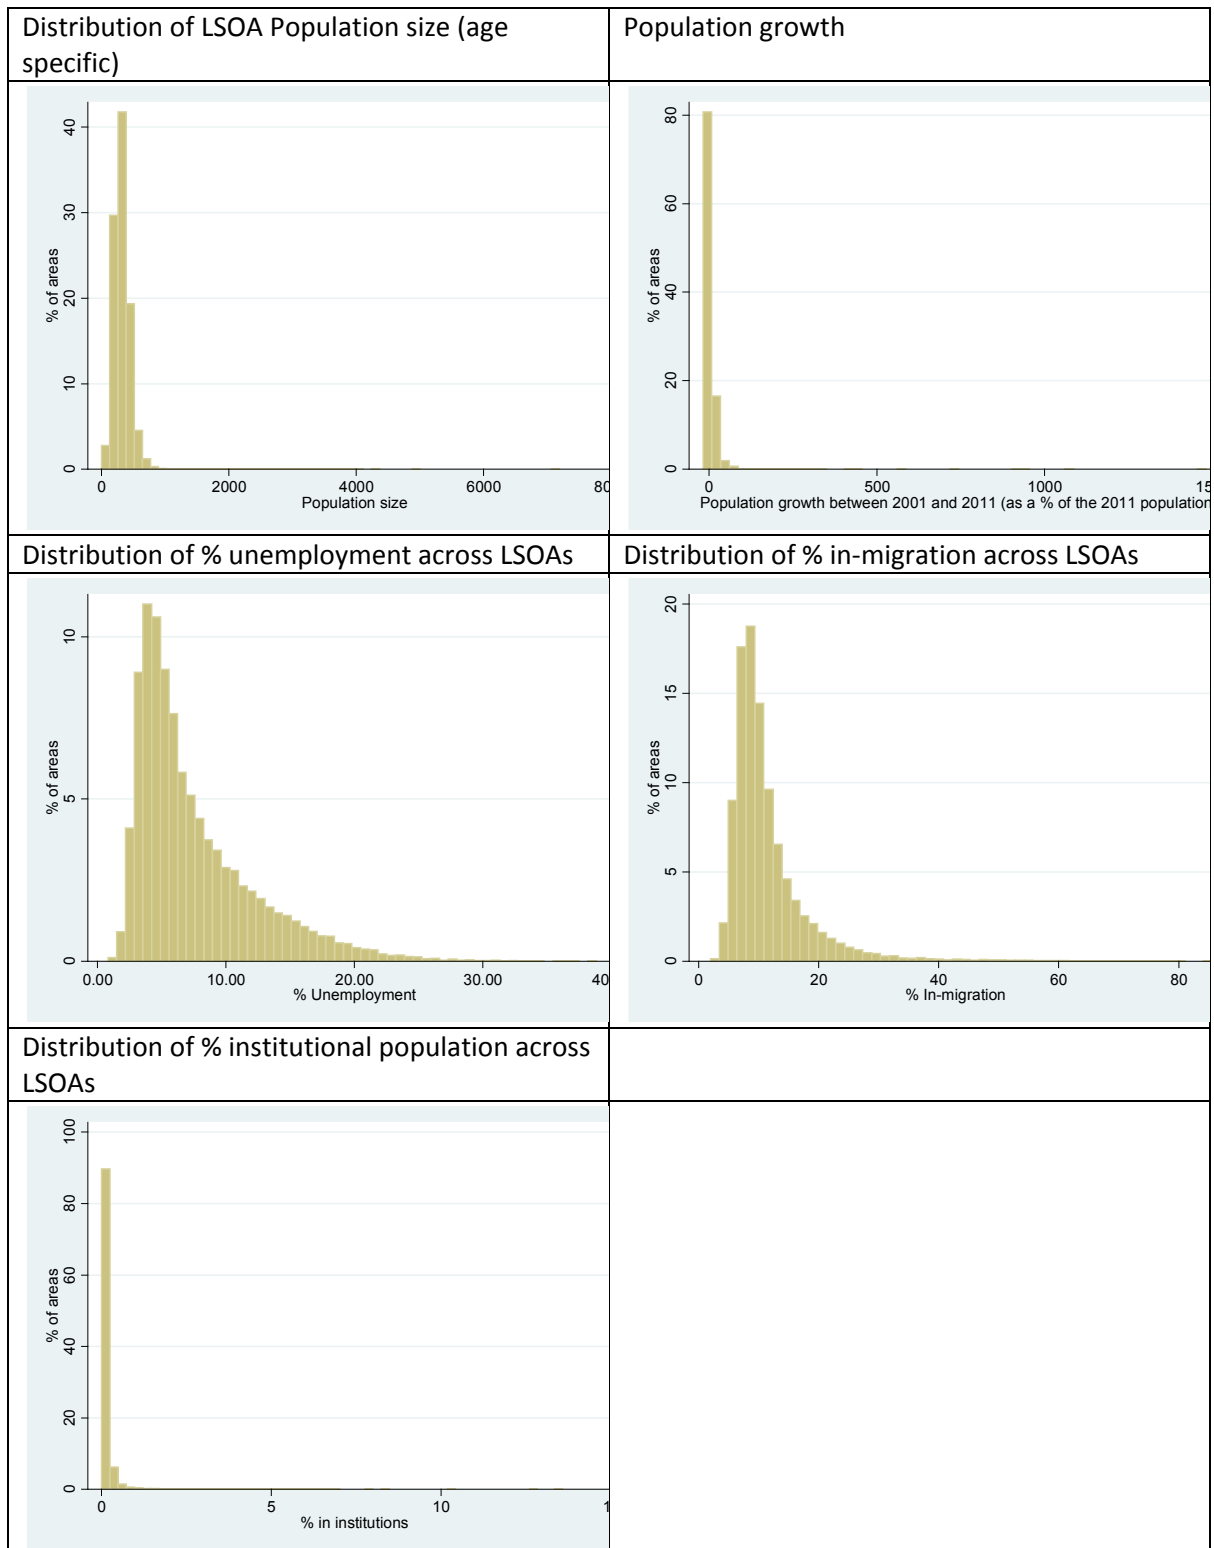 Distribution of LSOA Population size (age
specific)
Population growth
40
30
20
10
0
% of areas
0 2000 4000 6000 80
Population size
80
60
40
20
0
% of areas
0 500 1000 15
Population growth between 2001 and 2011 (as a % of the 2011 population
Distribution of % unemployment across LSOAs
Distribution of % in-migration across LSOAs
10
5
0
% of areas
0.00 10.00 20.00 30.00 40
% Unemployment
20
15
10
5
0
% of areas
0 20 40 60 80
% In-migration
Distribution of % institutional population across
LSOAs
100
80
60
40
20
0
% of areas
0 5 10 1
% in institutions